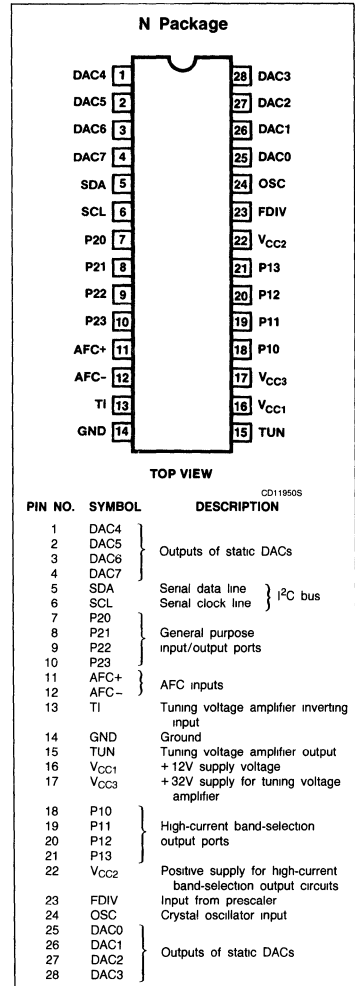 N Package
DAC4 1 28 DAC3
DAC5 2 27 DAC2
DAC6 3 26 DAC1
DAC7 4 25 DAC0
SDA 5 24 OSC
SCL 6 23 FDIV
P20 7 22 VCC2
P21 8 21 P13
P22 9 20 P12
P23 10 19 P11
AFC+ 11 18 P10
AFC- 12 17 VCC3
TI 13 16 VCC1
GND 14 15 TUN
TOP VIEW
CD11950S
PIN NO. SYMBOL DESCRIPTION
1 DAC4
2 DAC5
3 DAC6
4 DAC7
Outputs of static DACs
5 SDA Serial data line
6 SCL Serial clock line
I2C bus
7 P20
8 P21
9 P22
10 P23
General purpose
input/output ports
11 AFC+
12 AFC-
AFC inputs
13 TI Tuning voltage amplifier inverting
input
14 GND Ground
15 TUN Tuning voltage amplifier output
16 VCC1 +12V supply voltage
17 VCC3 +32V supply for tuning voltage
amplifier
18 P10
19 P11
20 P12
21 P13
High-current band-selection
output ports
22 VCC2 Positive supply for high-current
band-selection output circuits
23 FDIV Input from prescaler
24 OSC Crystal oscillator input
25 DAC0
26 DAC1
27 DAC2
28 DAC3
Outputs of static DACs